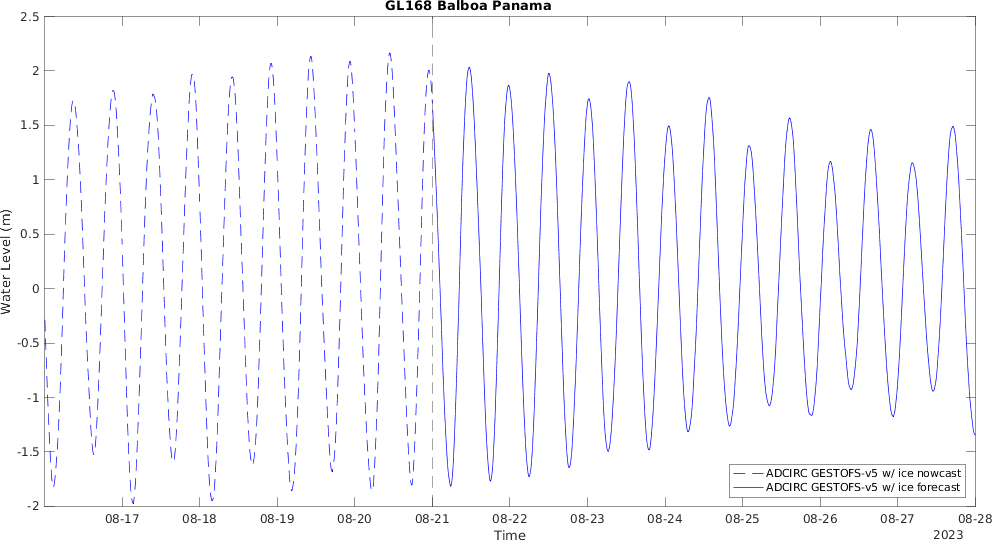 GL168 Balboa Panama
2.5
2
1.5
1
0.5
0
-0.5
-1
-1.5
-2
Water Level (m)
ADCIRC GESTOFS-v5 w/ ice nowcast
ADCIRC GESTOFS-v5 w/ ice forecast
08-17 08-18 08-19 08-20 08-21 08-22 08-23 08-24 08-25 08-26 08-27 08-28
Time
2023